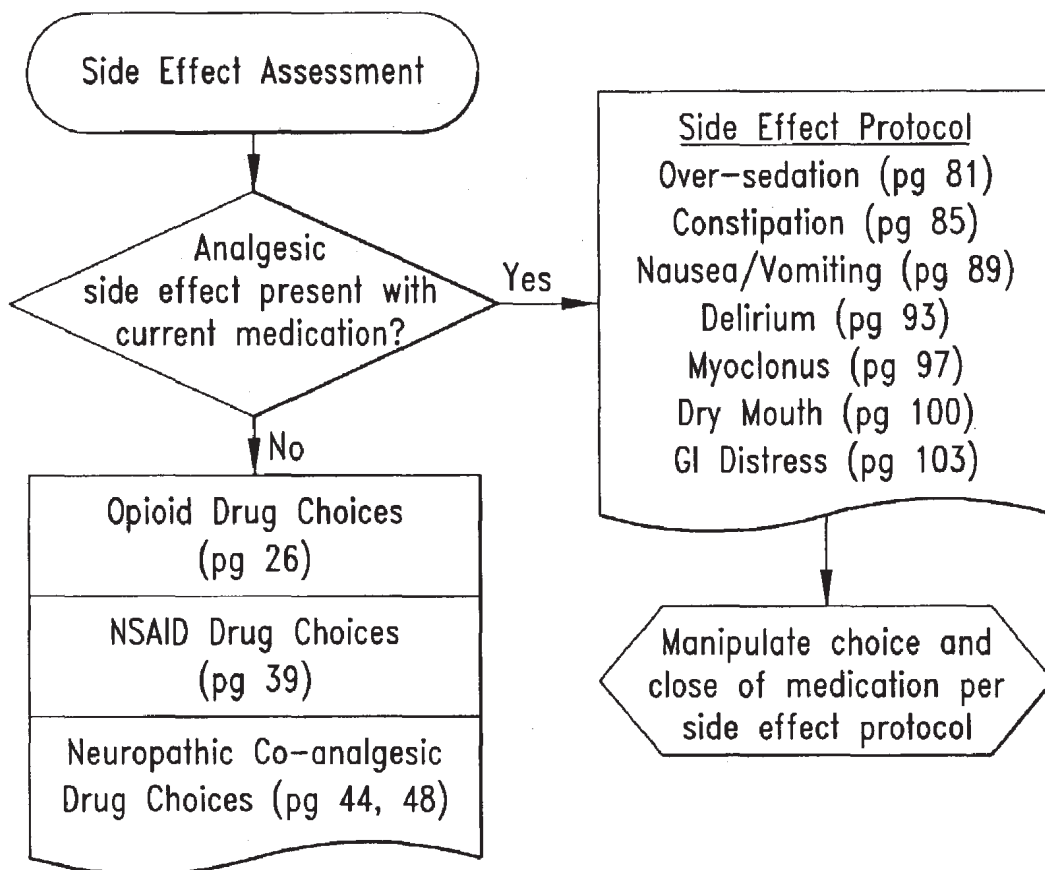 Side Effect Assessment
Analgesic
side effect present with
current medication?
Yes
No
Side Effect Protocol
Over-sedation (pg 81)
Constipation (pg 85)
Nausea/Vomiting (pg 89)
Delirium (pg 93)
Myoclonus (pg 97)
Dry Mouth (pg 100)
GI Distress (pg 103)
Manipulate choice and
close of medication per
side effect protocol
Opioid Drug Choices
(pg 26)
NSAID Drug Choices
(pg 39)
Neuropathic Co-analgesic
Drug Choices (pg 44, 48)